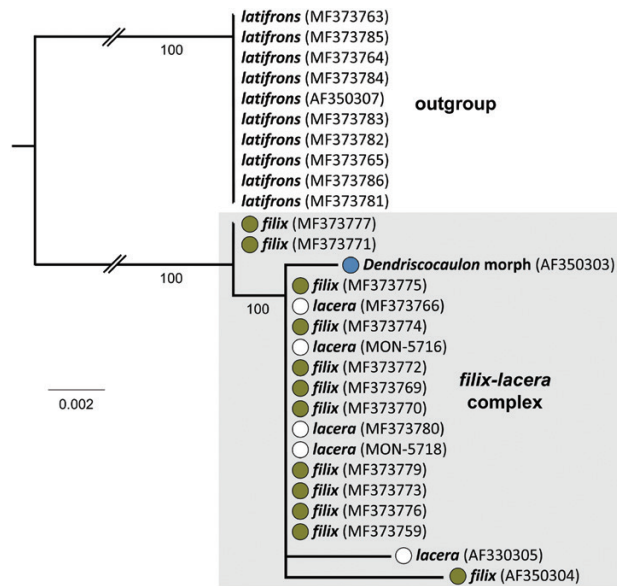 latifrons (MF373763)
latifrons (MF373785)
100
latifrons (MF373764)
latifrons (MF373784)
latifrons (AF350307)
outgroup
latifrons (MF373783)
latifrons (MF373782)
latifrons (MF373765)
latifrons (MF373786)
latifrons (MF373781)
filix (MF373777)
filix (MF373771)
100
Dendriscocaulon morph (AF350303)
filix (MF373775)
100
lacera (MF373766)
filix (MF373774)
lacera (MON-5716)
filix (MF373772)
filix (MF373769)
filix-lacera
complex
0.002
filix (MF373770)
lacera (MF373780)
lacera (MON-5718)
filix (MF373779)
filix (MF373773)
filix (MF373776)
filix (MF373759)
lacera (AF330305)
filix (AF350304)